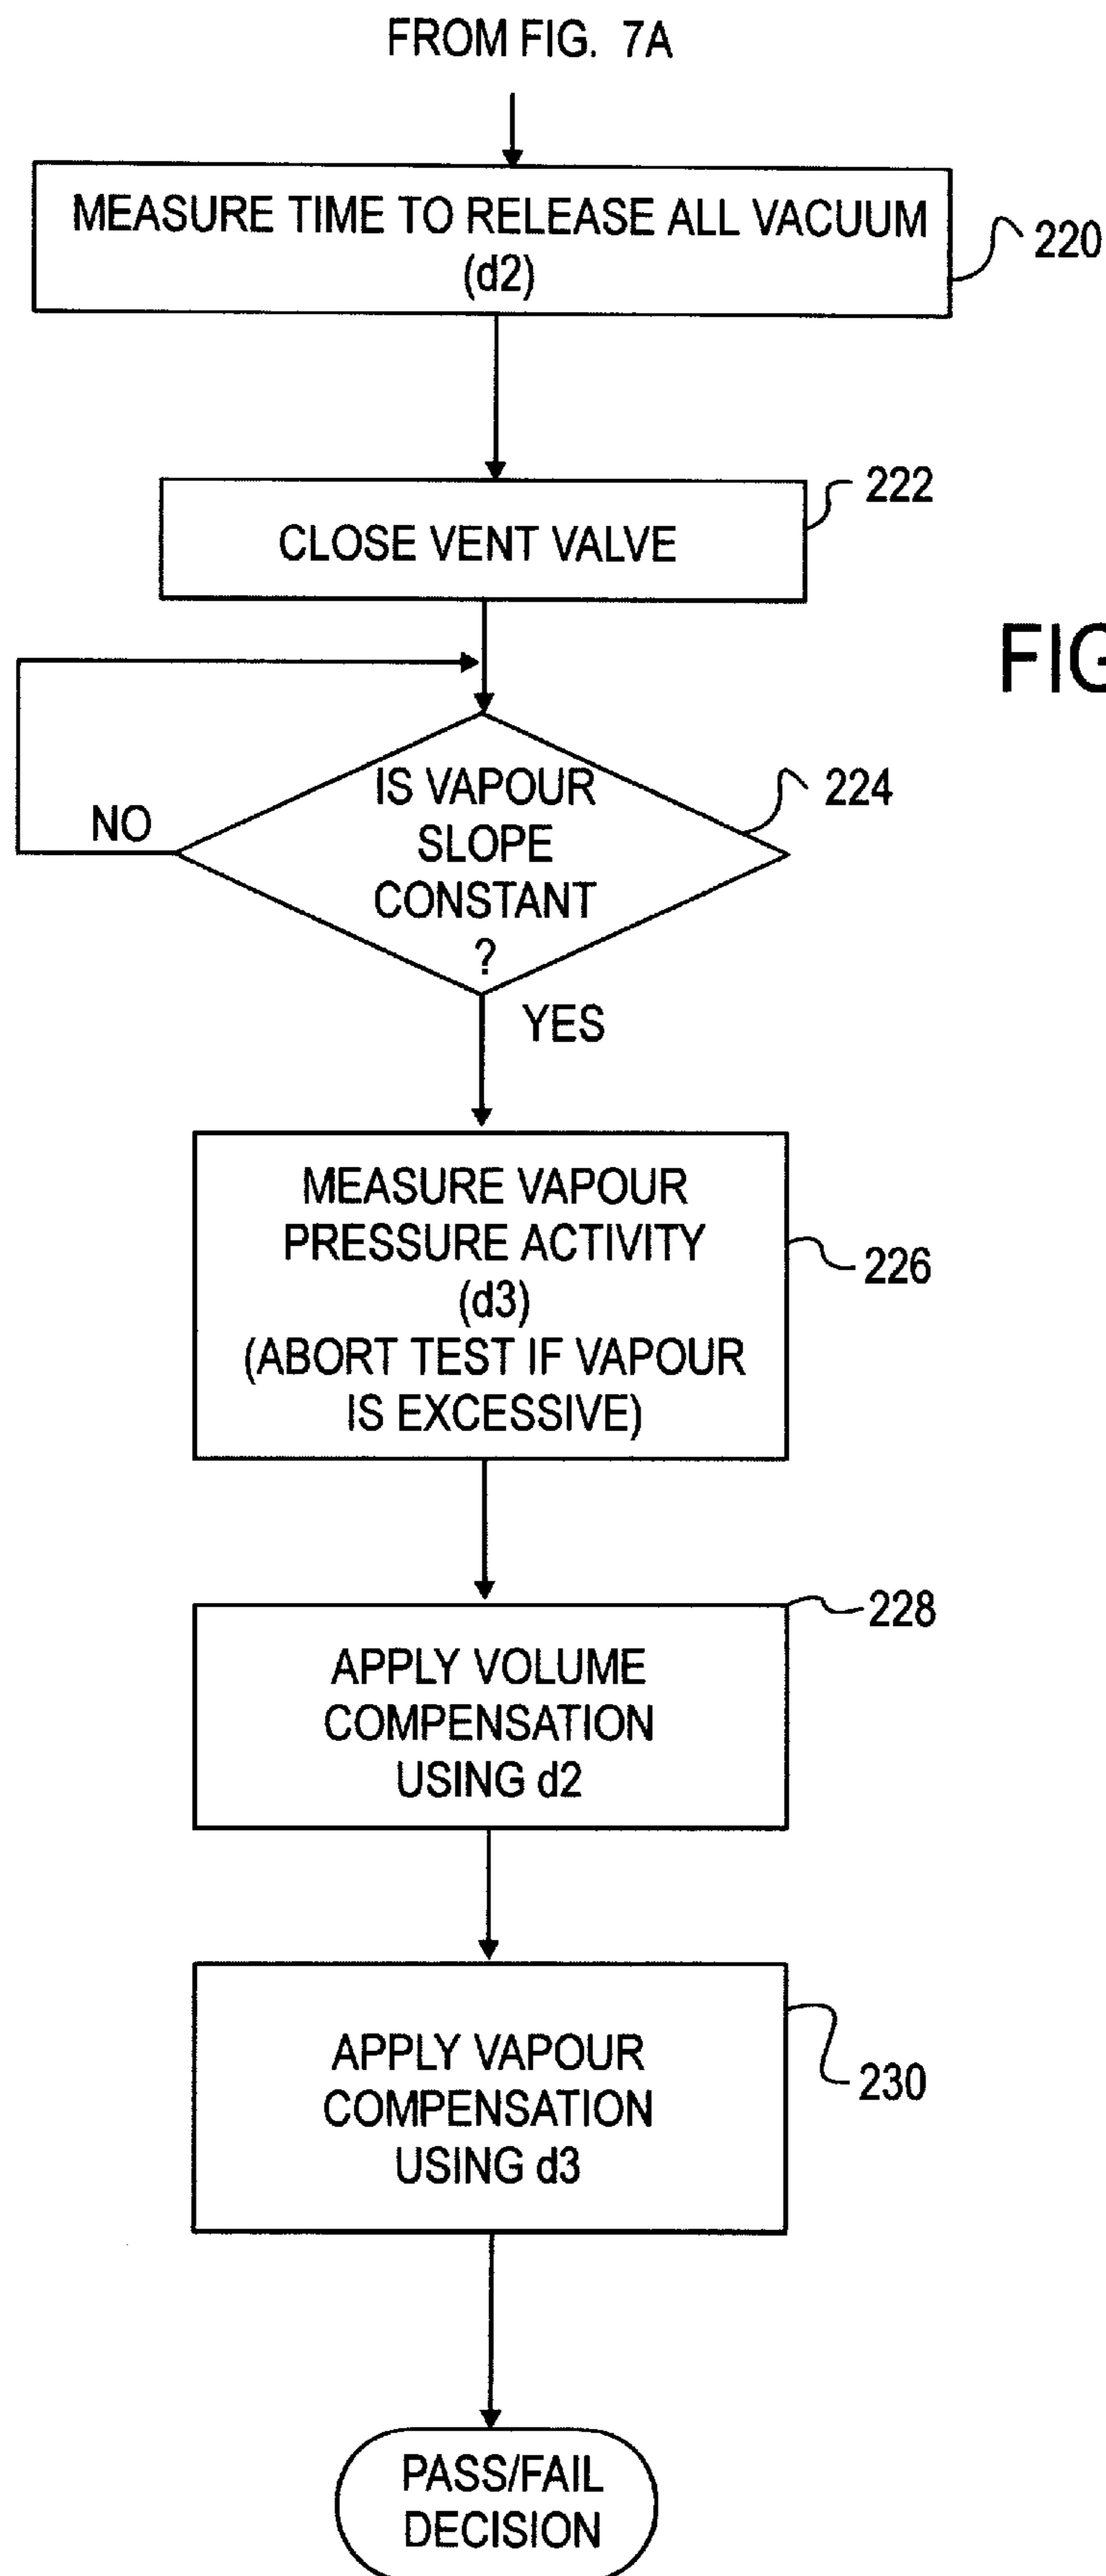 FROM FIG. 7A
MEASURE TIME TO RELEASE ALL VACUUM
(d2)
220
222
CLOSE VENT VALVE
FIG
IS VAPOUR
SLOPE
CONSTANT
?
224
NO
YES
MEASURE VAPOUR
PRESSURE ACTIVITY
(d3)
(ABORT TEST IF VAPOUR
IS EXCESSIVE)
226
228
APPLY VOLUME
COMPENSATION
USING d2
APPLY VAPOUR
COMPENSATION
USING d3
230
PASS/FAIL
DECISION